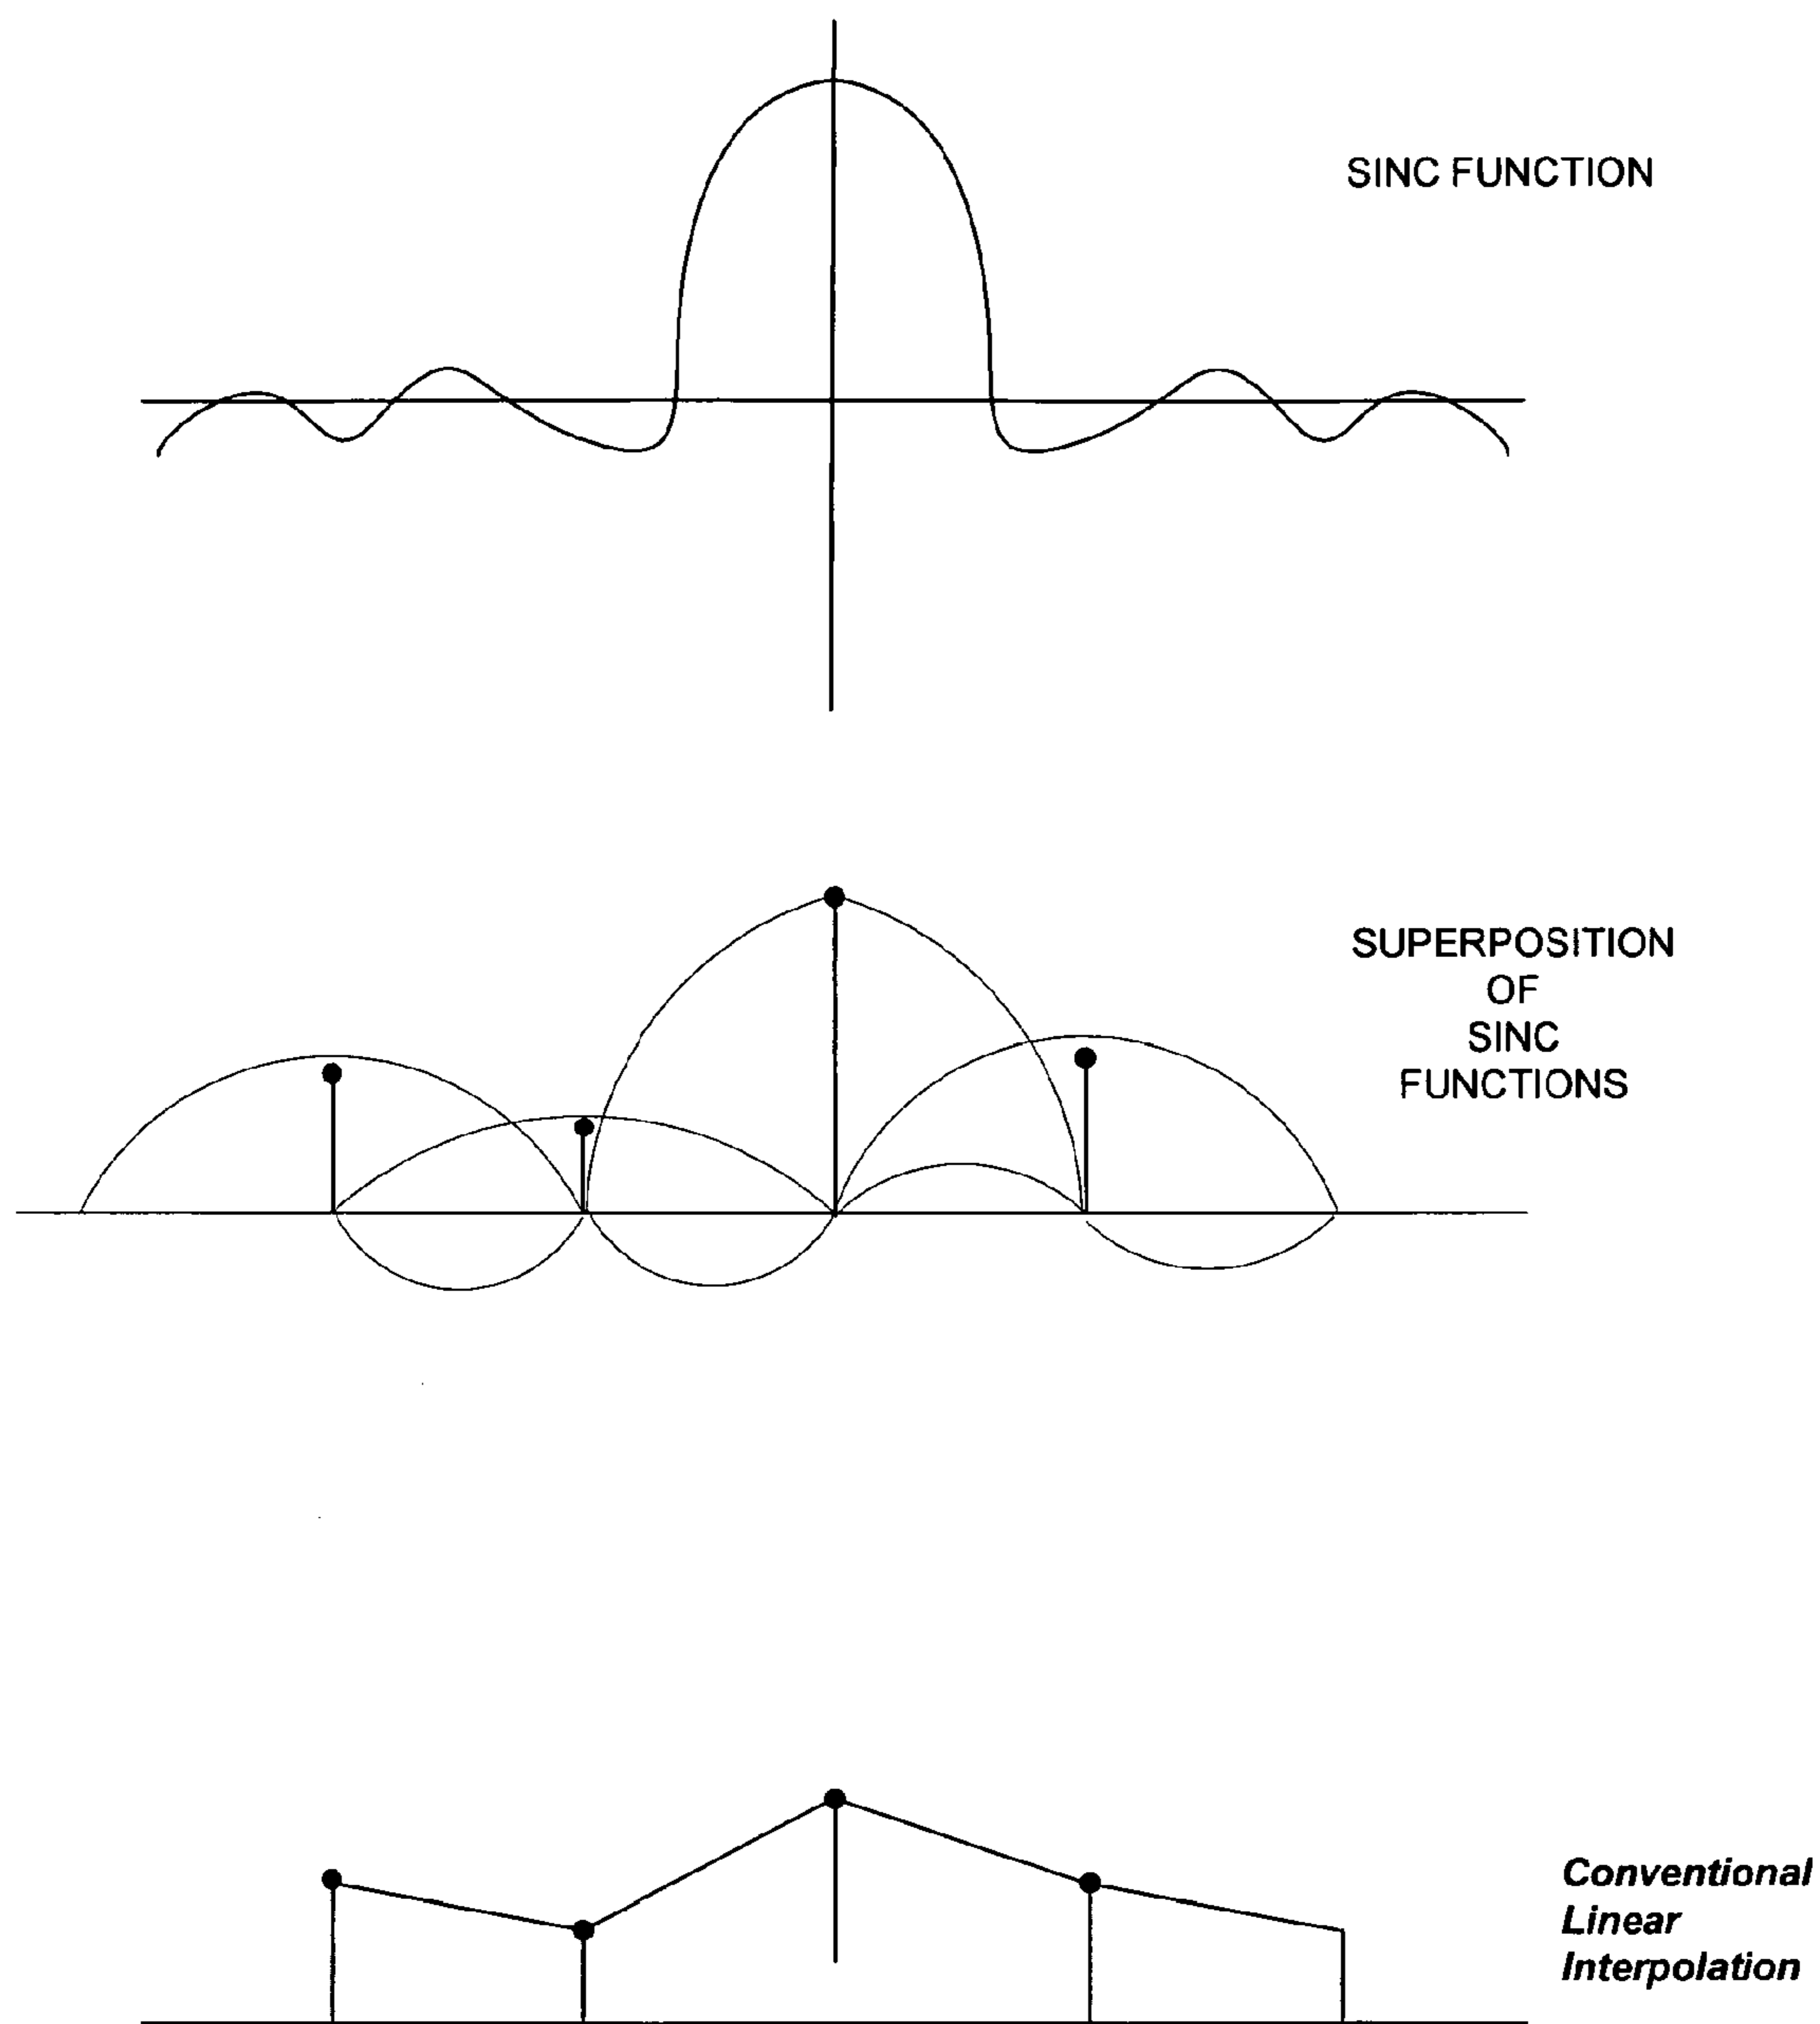 SINC FUNCTION
SUPERPOSITION
OF
SINC
FUNCTIONS
Conventional
Linear
Interpolation